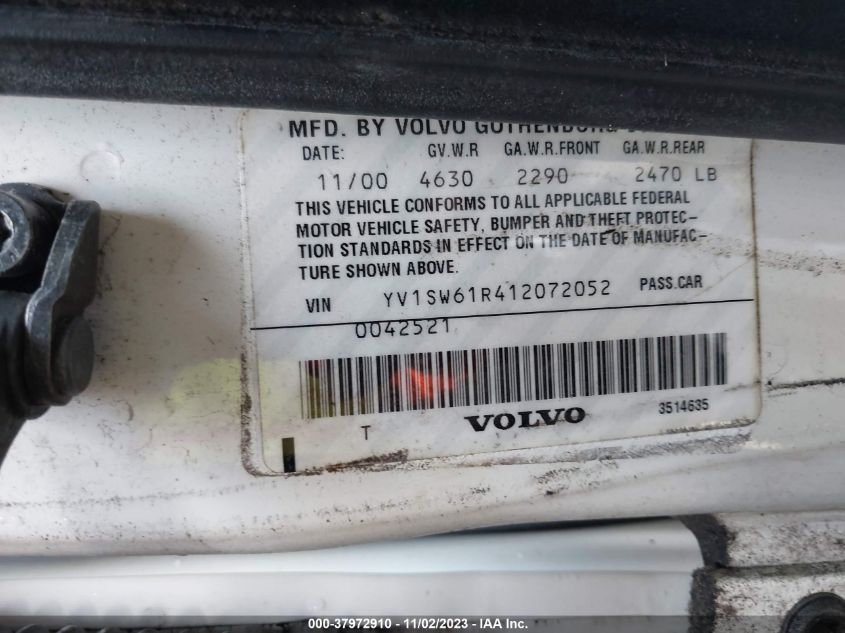 MFD. BY VOLVO GOTHENBURG
DATE: GV.W.R GA.W.R.FRONT GA.W.R.REAR
11/00 4630 2290 2470 LB
THIS VEHICLE CONFORMS TO ALL APPLICABLE FEDERAL
MOTOR VEHICLE SAFETY, BUMPER AND THEFT PROTEC-
TION STANDARDS IN EFFECT ON THE DATE OF MANUFAC-
TURE SHOWN ABOVE.
VIN YV1SW61R412072052 PASS.CAR
0042521
T VOLVO 3514635
000-37972910 - 11/02/2023 - IAA Inc.